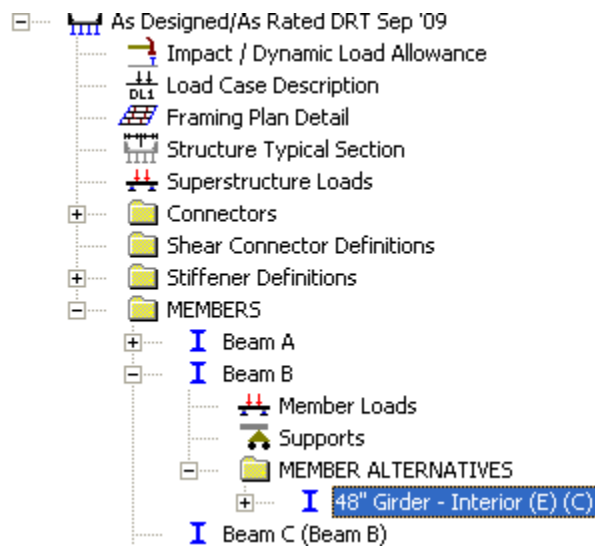 As Designed/As Rated DRT Sep '09
Impact / Dynamic Load Allowance
DL1
Load Case Description
Framing Plan Detail
Structure Typical Section
Superstructure Loads
Connectors
Shear Connector Definitions
Stiffener Definitions
MEMBERS
Beam A
Beam B
Member Loads
Supports
MEMBER ALTERNATIVES
48" Girder - Interior (E) (C)
Beam C (Beam B)